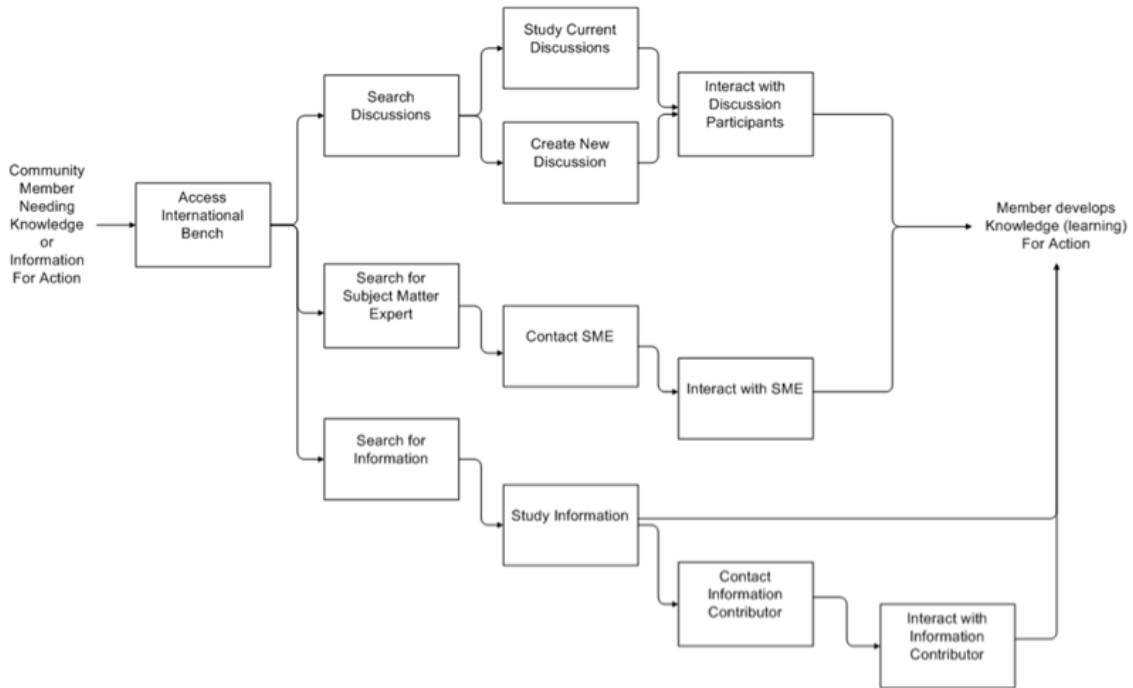 Community
Member
Needing
Knowledge
or
Information
For Action
Access
International
Bench
Search
Discussions
Study Current
Discussions
Create New
Discussion
Interact with
Discussion
Participants
Search for
Subject Matter
Expert
Contact SME
Interact with SME
Search for
Information
Study Information
Contact
Information
Contributor
Interact with
Information
Contributor
Member develops
Knowledge (learning)
For Action